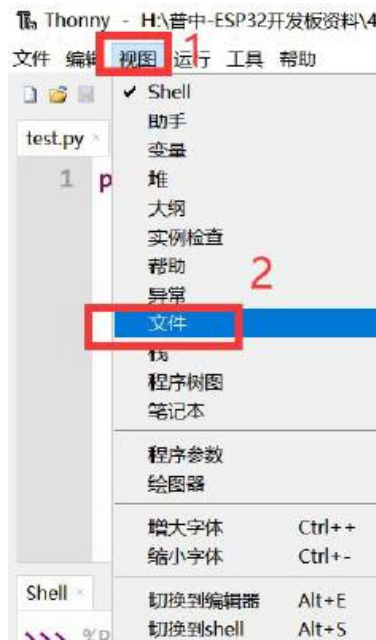 Thonny - H:\普中-ESP32开发板资料\4
文件 编辑 视图 运行 工具 帮助
1
test.py ×
1 p
✓ Shell
助手
变量
堆
大纲
实例检查
帮助
异常
2
文件
栈
程序树图
笔记本
程序参数
绘图器
增大字体 Ctrl++
缩小字体 Ctrl+-
切换到编辑器 Alt+E
切换到shell Alt+S
Shell ×
>>> %R